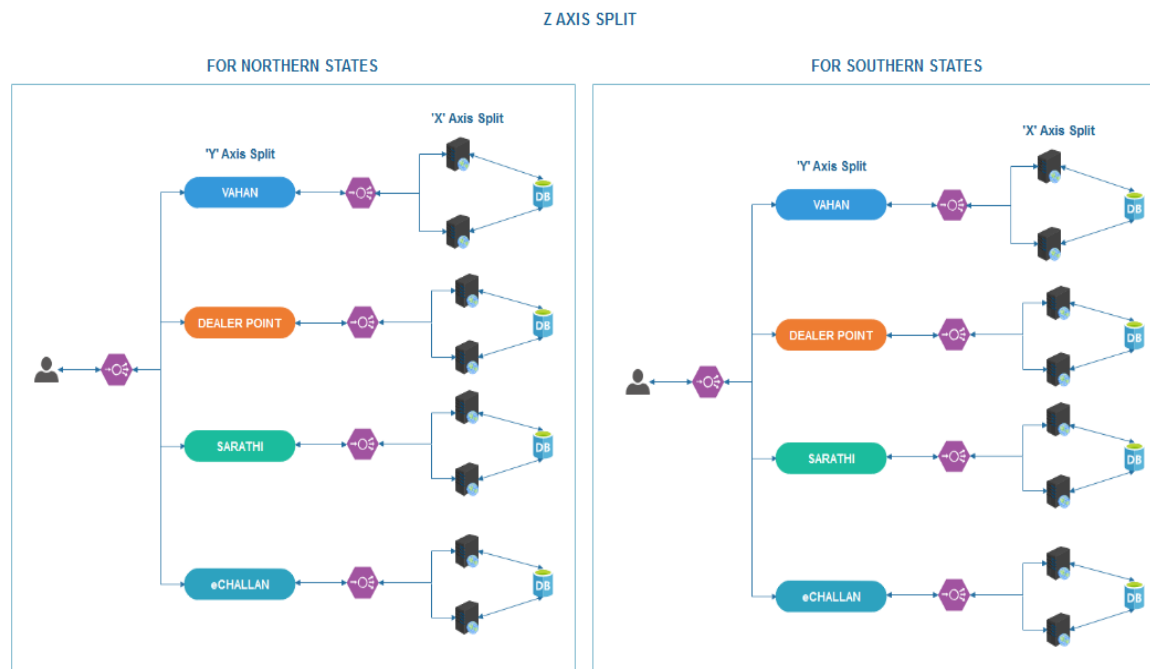 Z AXIS SPLIT
FOR NORTHERN STATES
'X' Axis Split
'Y' Axis Split
VAHAN
DB
DEALER POINT
DB
SARATHI
DB
eCHALLAN
DB
FOR SOUTHERN STATES
'X' Axis Split
'Y' Axis Split
VAHAN
DB
DEALER POINT
DB
SARATHI
DB
eCHALLAN
DB